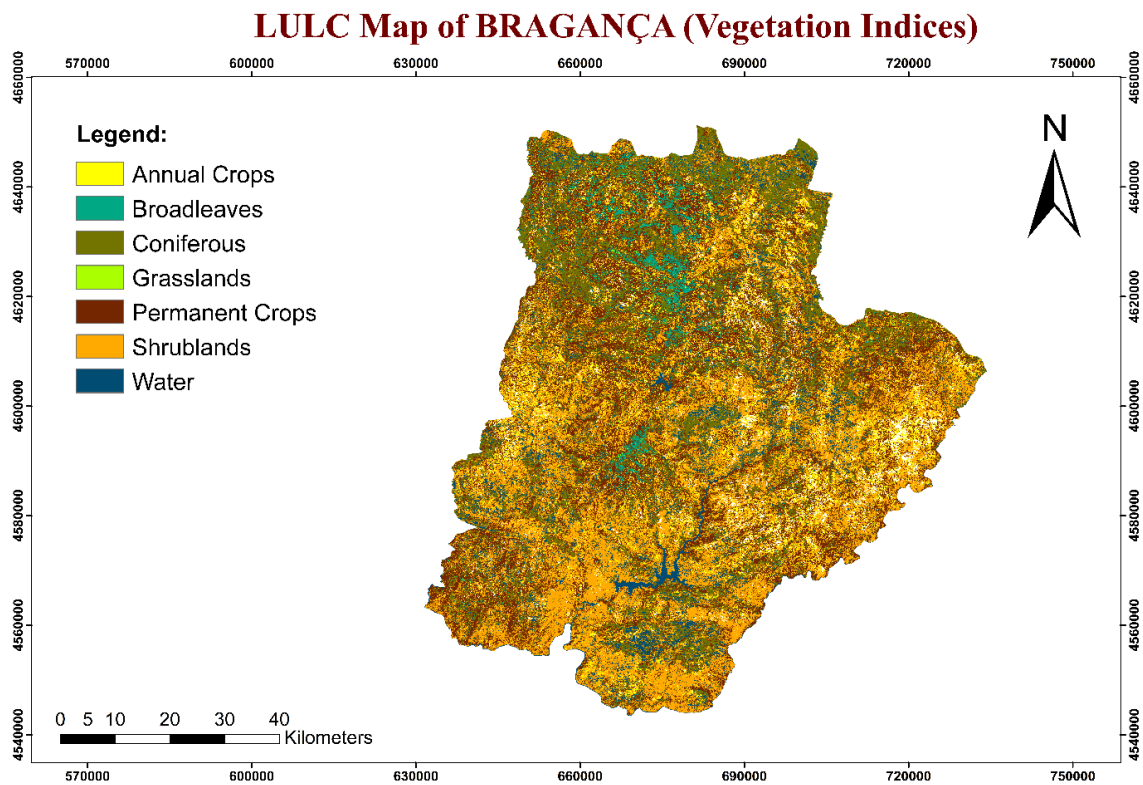 LULC Map of BRAGANÇA (Vegetation Indices)
570000 600000 630000 660000 690000 720000 750000
4660000 4660000
Legend:
N
Annual Crops
4640000 4640000
Broadleaves
Coniferous
Grasslands
4620000 4620000
Permanent Crops
Shrublands
Water
4600000 4600000
4580000 4580000
4560000 4560000
0 5 10 20 30 40
Kilometers
4540000 4540000
570000 600000 630000 660000 690000 720000 750000